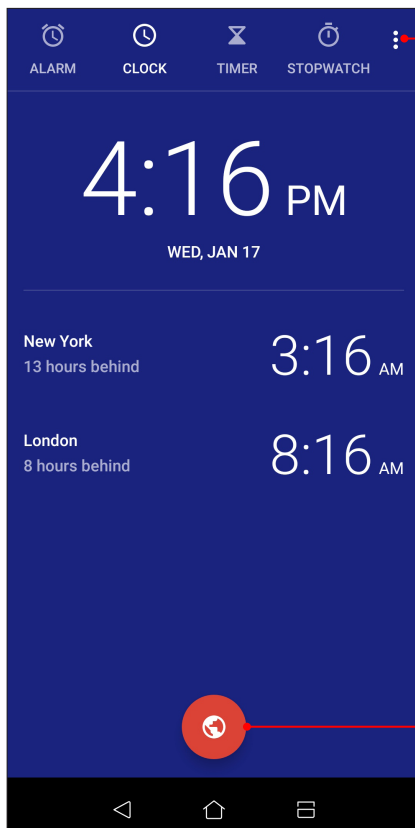 ALARM CLOCK TIMER STOPWATCH
4:16 PM
WED, JAN 17
New York
13 hours behind
3:16 AM
London
8 hours behind
8:16 AM